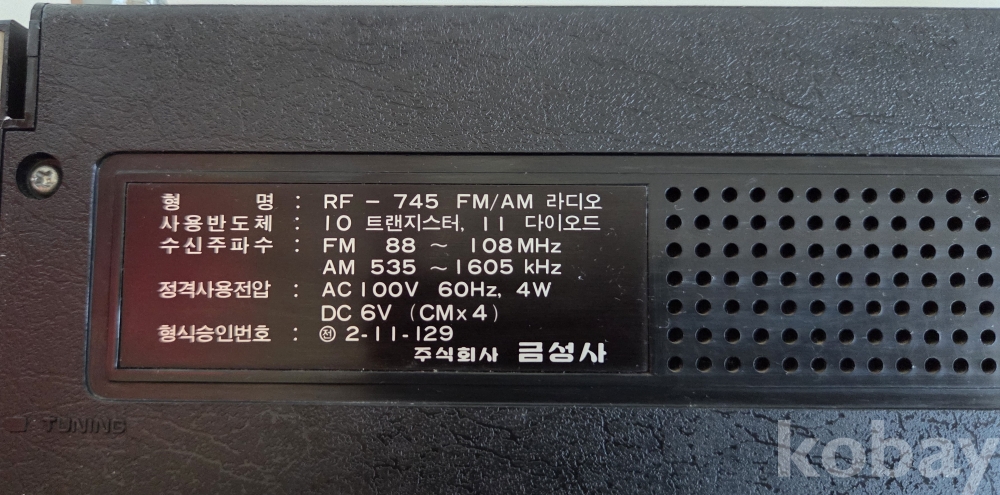 형 명 : RF - 745 FM/AM 라디오
사용반도체 : 10 트랜지스터, 11 다이오드
수신주파수 : FM 88 ~ 108MHz
AM 535 ~ 1605 kHz
정격사용전압 : AC 100V 60Hz, 4W
DC 6V (CM x 4)
형식승인번호 : ㉄ 2-11-129
주식회사 금성사
TUNING
kobay